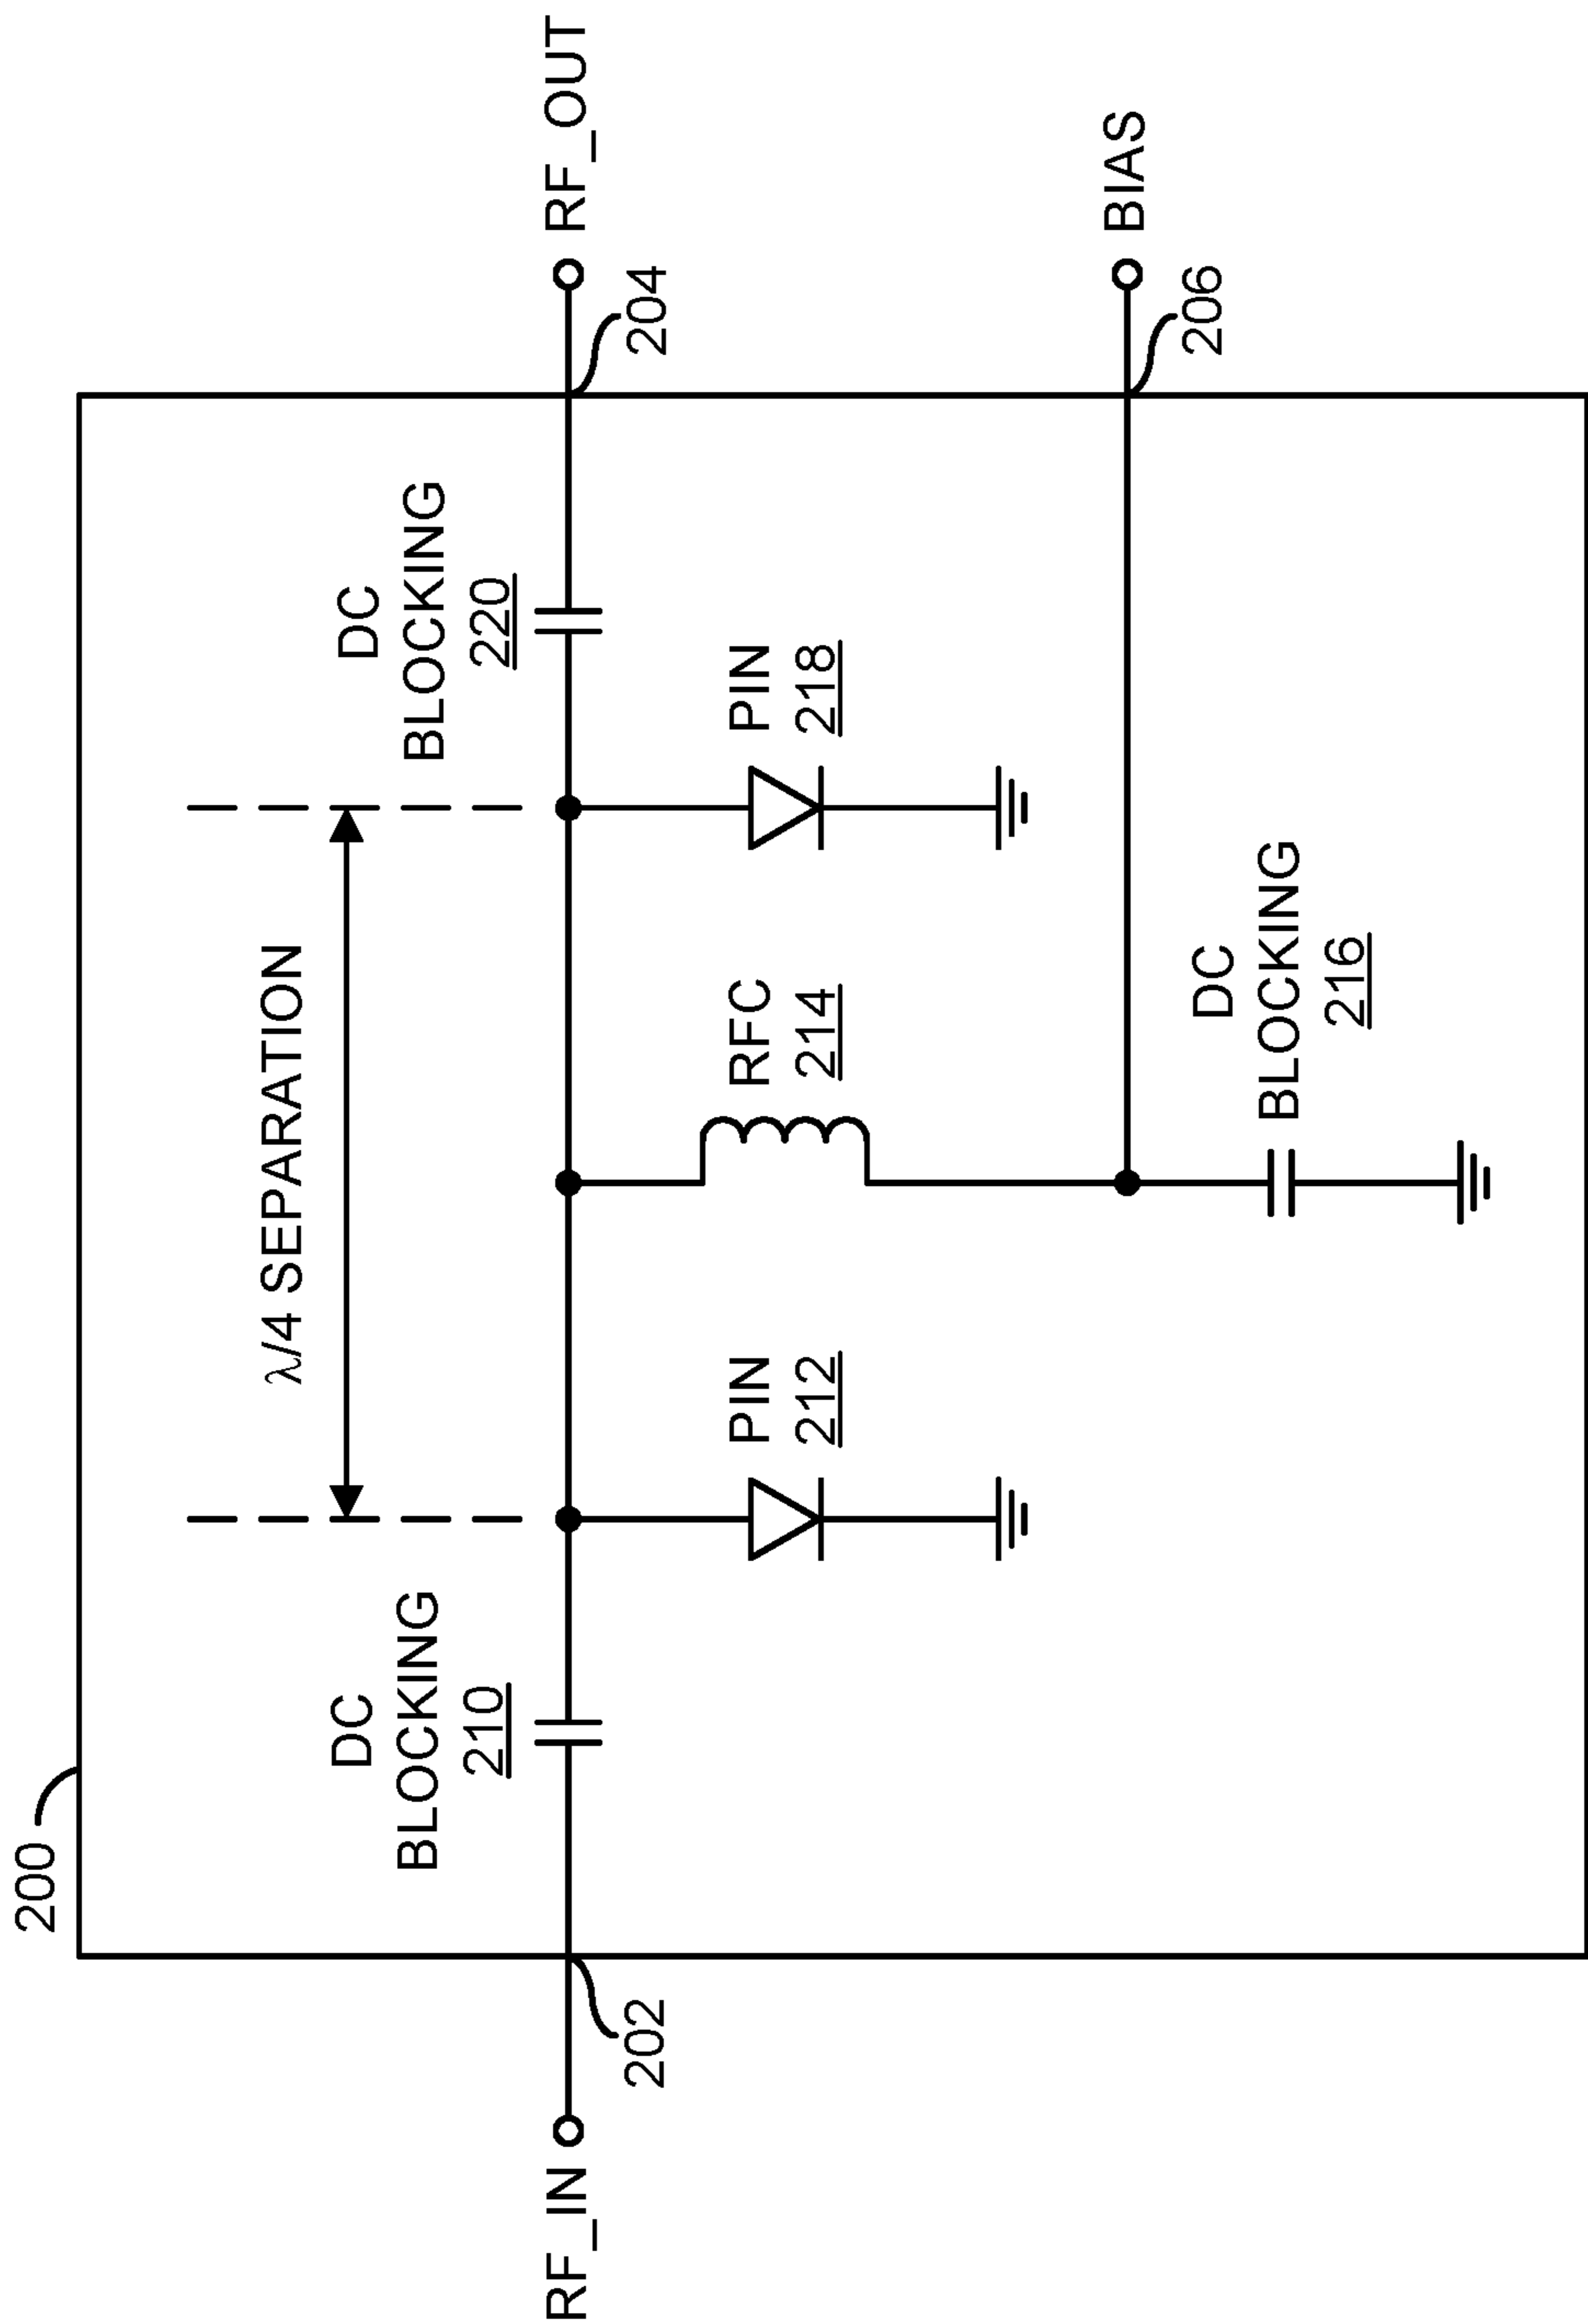 200
λ/4 SEPARATION
DC
BLOCKING
210
DC
BLOCKING
220
RF_IN
202
RF_OUT
204
PIN
212
RFC
214
PIN
218
BIAS
206
DC
BLOCKING
216